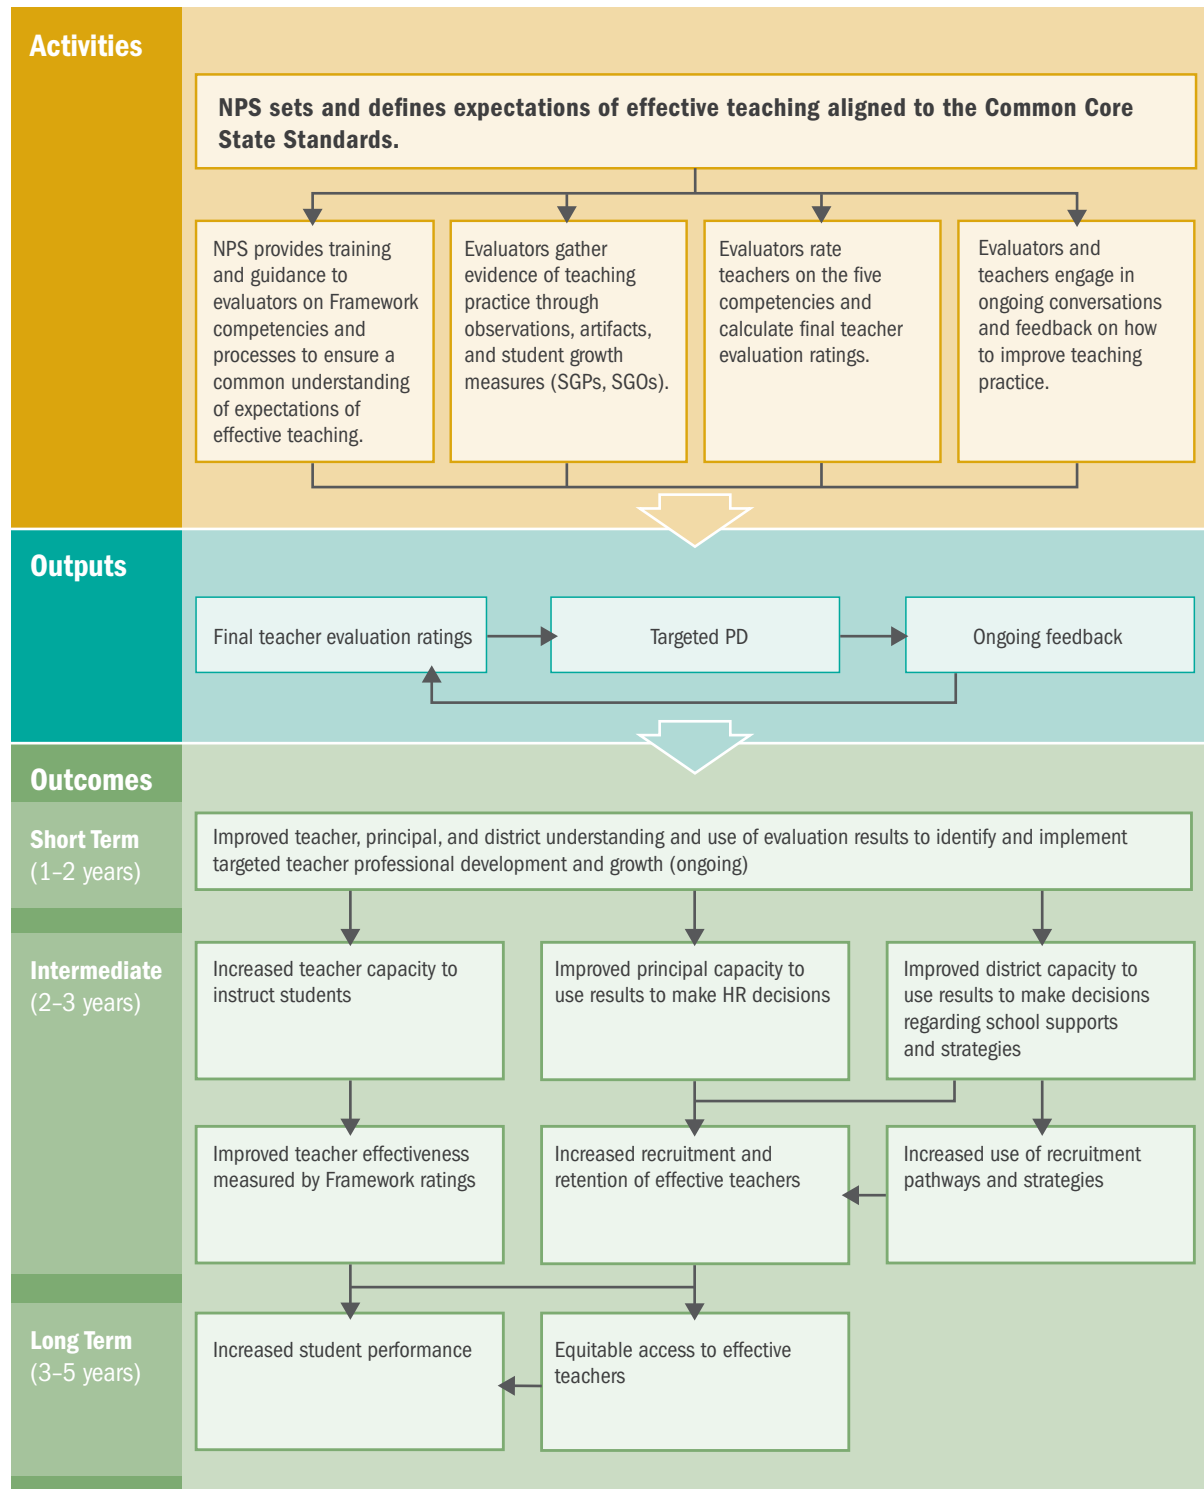 Activities
NPS sets and defines expectations of effective teaching aligned to the Common Core
State Standards.
NPS provides training
and guidance to
evaluators on Framework
competencies and
processes to ensure a
common understanding
of expectations of
effective teaching.
Evaluators gather
evidence of teaching
practice through
observations, artifacts,
and student growth
measures (SGPs, SGOs).
Evaluators rate
teachers on the five
competencies and
calculate final teacher
evaluation ratings.
Evaluators and
teachers engage in
ongoing conversations
and feedback on how
to improve teaching
practice.
Outputs
Final teacher evaluation ratings
Targeted PD
Ongoing feedback
Outcomes
Short Term
(1–2 years)
Improved teacher, principal, and district understanding and use of evaluation results to identify and implement
targeted teacher professional development and growth (ongoing)
Intermediate
(2–3 years)
Increased teacher capacity to
instruct students
Improved principal capacity to
use results to make HR decisions
Improved district capacity to
use results to make decisions
regarding school supports
and strategies
Improved teacher effectiveness
measured by Framework ratings
Increased recruitment and
retention of effective teachers
Increased use of recruitment
pathways and strategies
Long Term
(3–5 years)
Increased student performance
Equitable access to effective
teachers